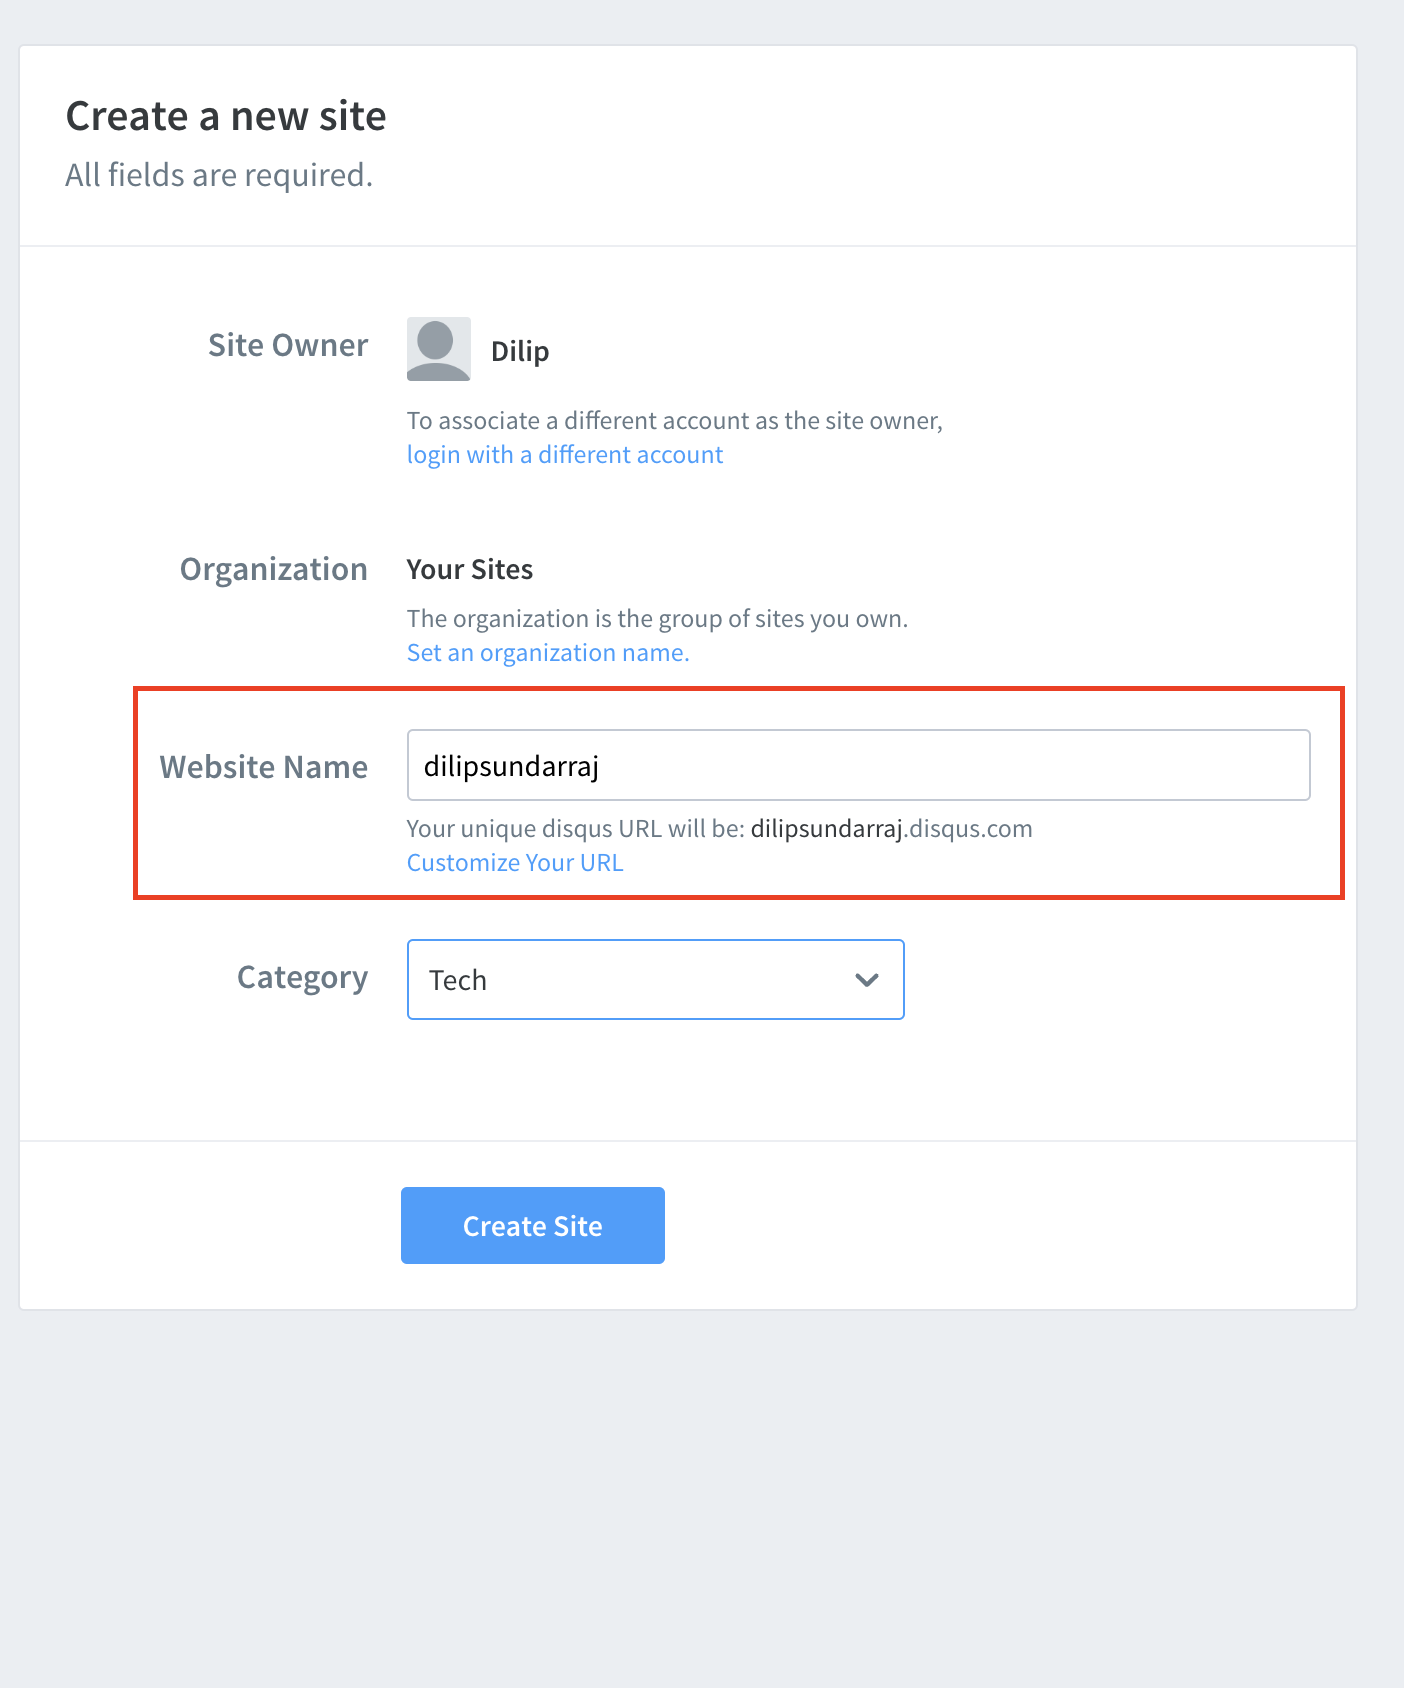 Create a new site
All fields are required.
Site Owner
Dilip
To associate a different account as the site owner,
login with a different account
Organization
Your Sites
The organization is the group of sites you own.
Set an organization name.
Website Name
dilipsundarraj
Your unique disqus URL will be: dilipsundarraj.disqus.com
Customize Your URL
Category
Tech
Create Site